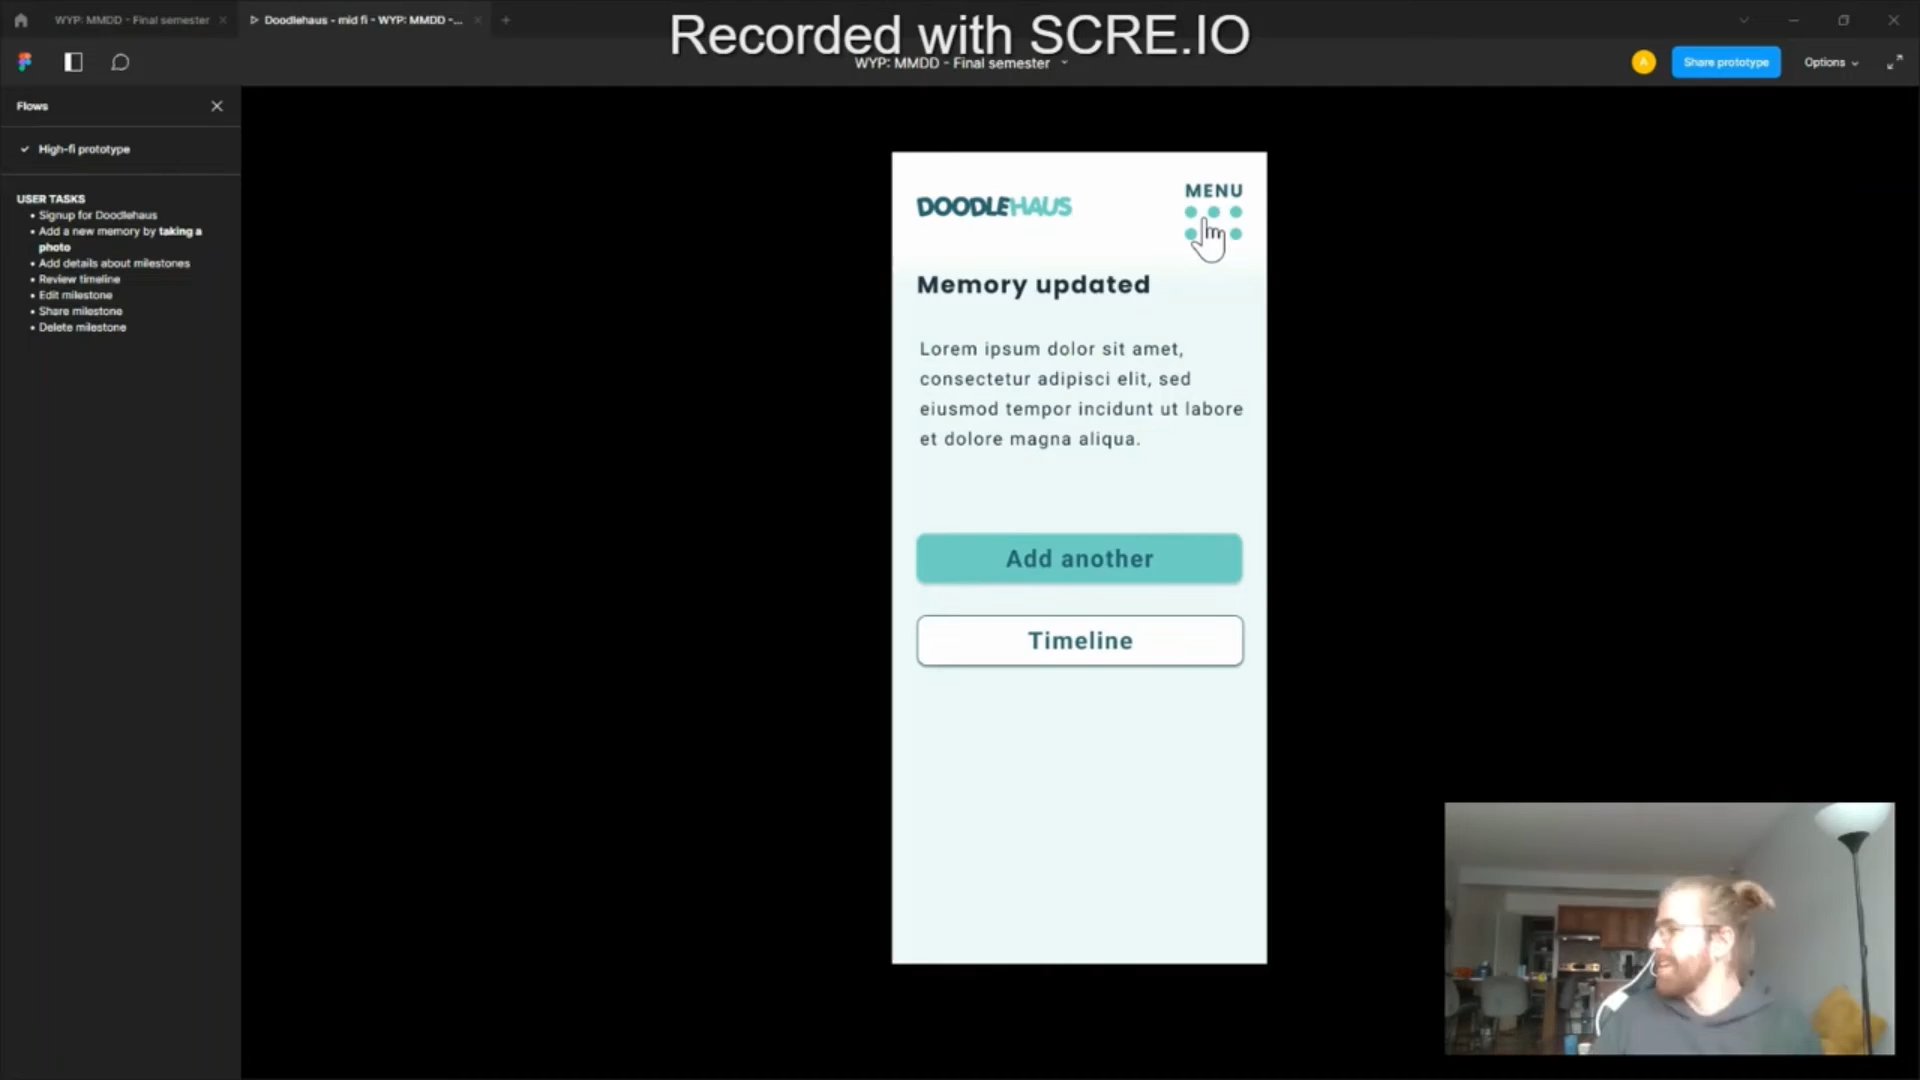 WYP: MMDD - Final semester
Doodlehaus - mid fi - WYP: MMDD -...
Recorded with SCRE.IO
WYP: MMDD - Final semester
A
Share prototype
Options
Flows
High-fi prototype
USER TASKS
• Signup for Doodlehaus
• Add a new memory by taking a
photo
• Add details about milestones
• Review timeline
• Edit milestone
• Share milestone
• Delete milestone
DOODLEHAUS
MENU
Memory updated
Lorem ipsum dolor sit amet,
consectetur adipisci elit, sed
eiusmod tempor incidunt ut labore
et dolore magna aliqua.
Add another
Timeline